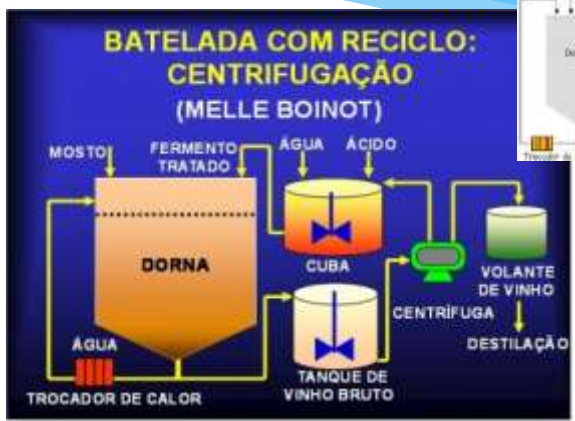 BATELADA COM RECICLO:
CENTRIFUGAÇÃO
(MELLE BOINOT)
MOSTO
FERMENTO
TRATADO
ÁGUA
ÁCIDO
DORNA
CUBA
CENTRÍFUGA
VOLANTE
DE VINHO
DESTILAÇÃO
ÁGUA
TROCADOR DE CALOR
TANQUE DE
VINHO BRUTO
Trocador